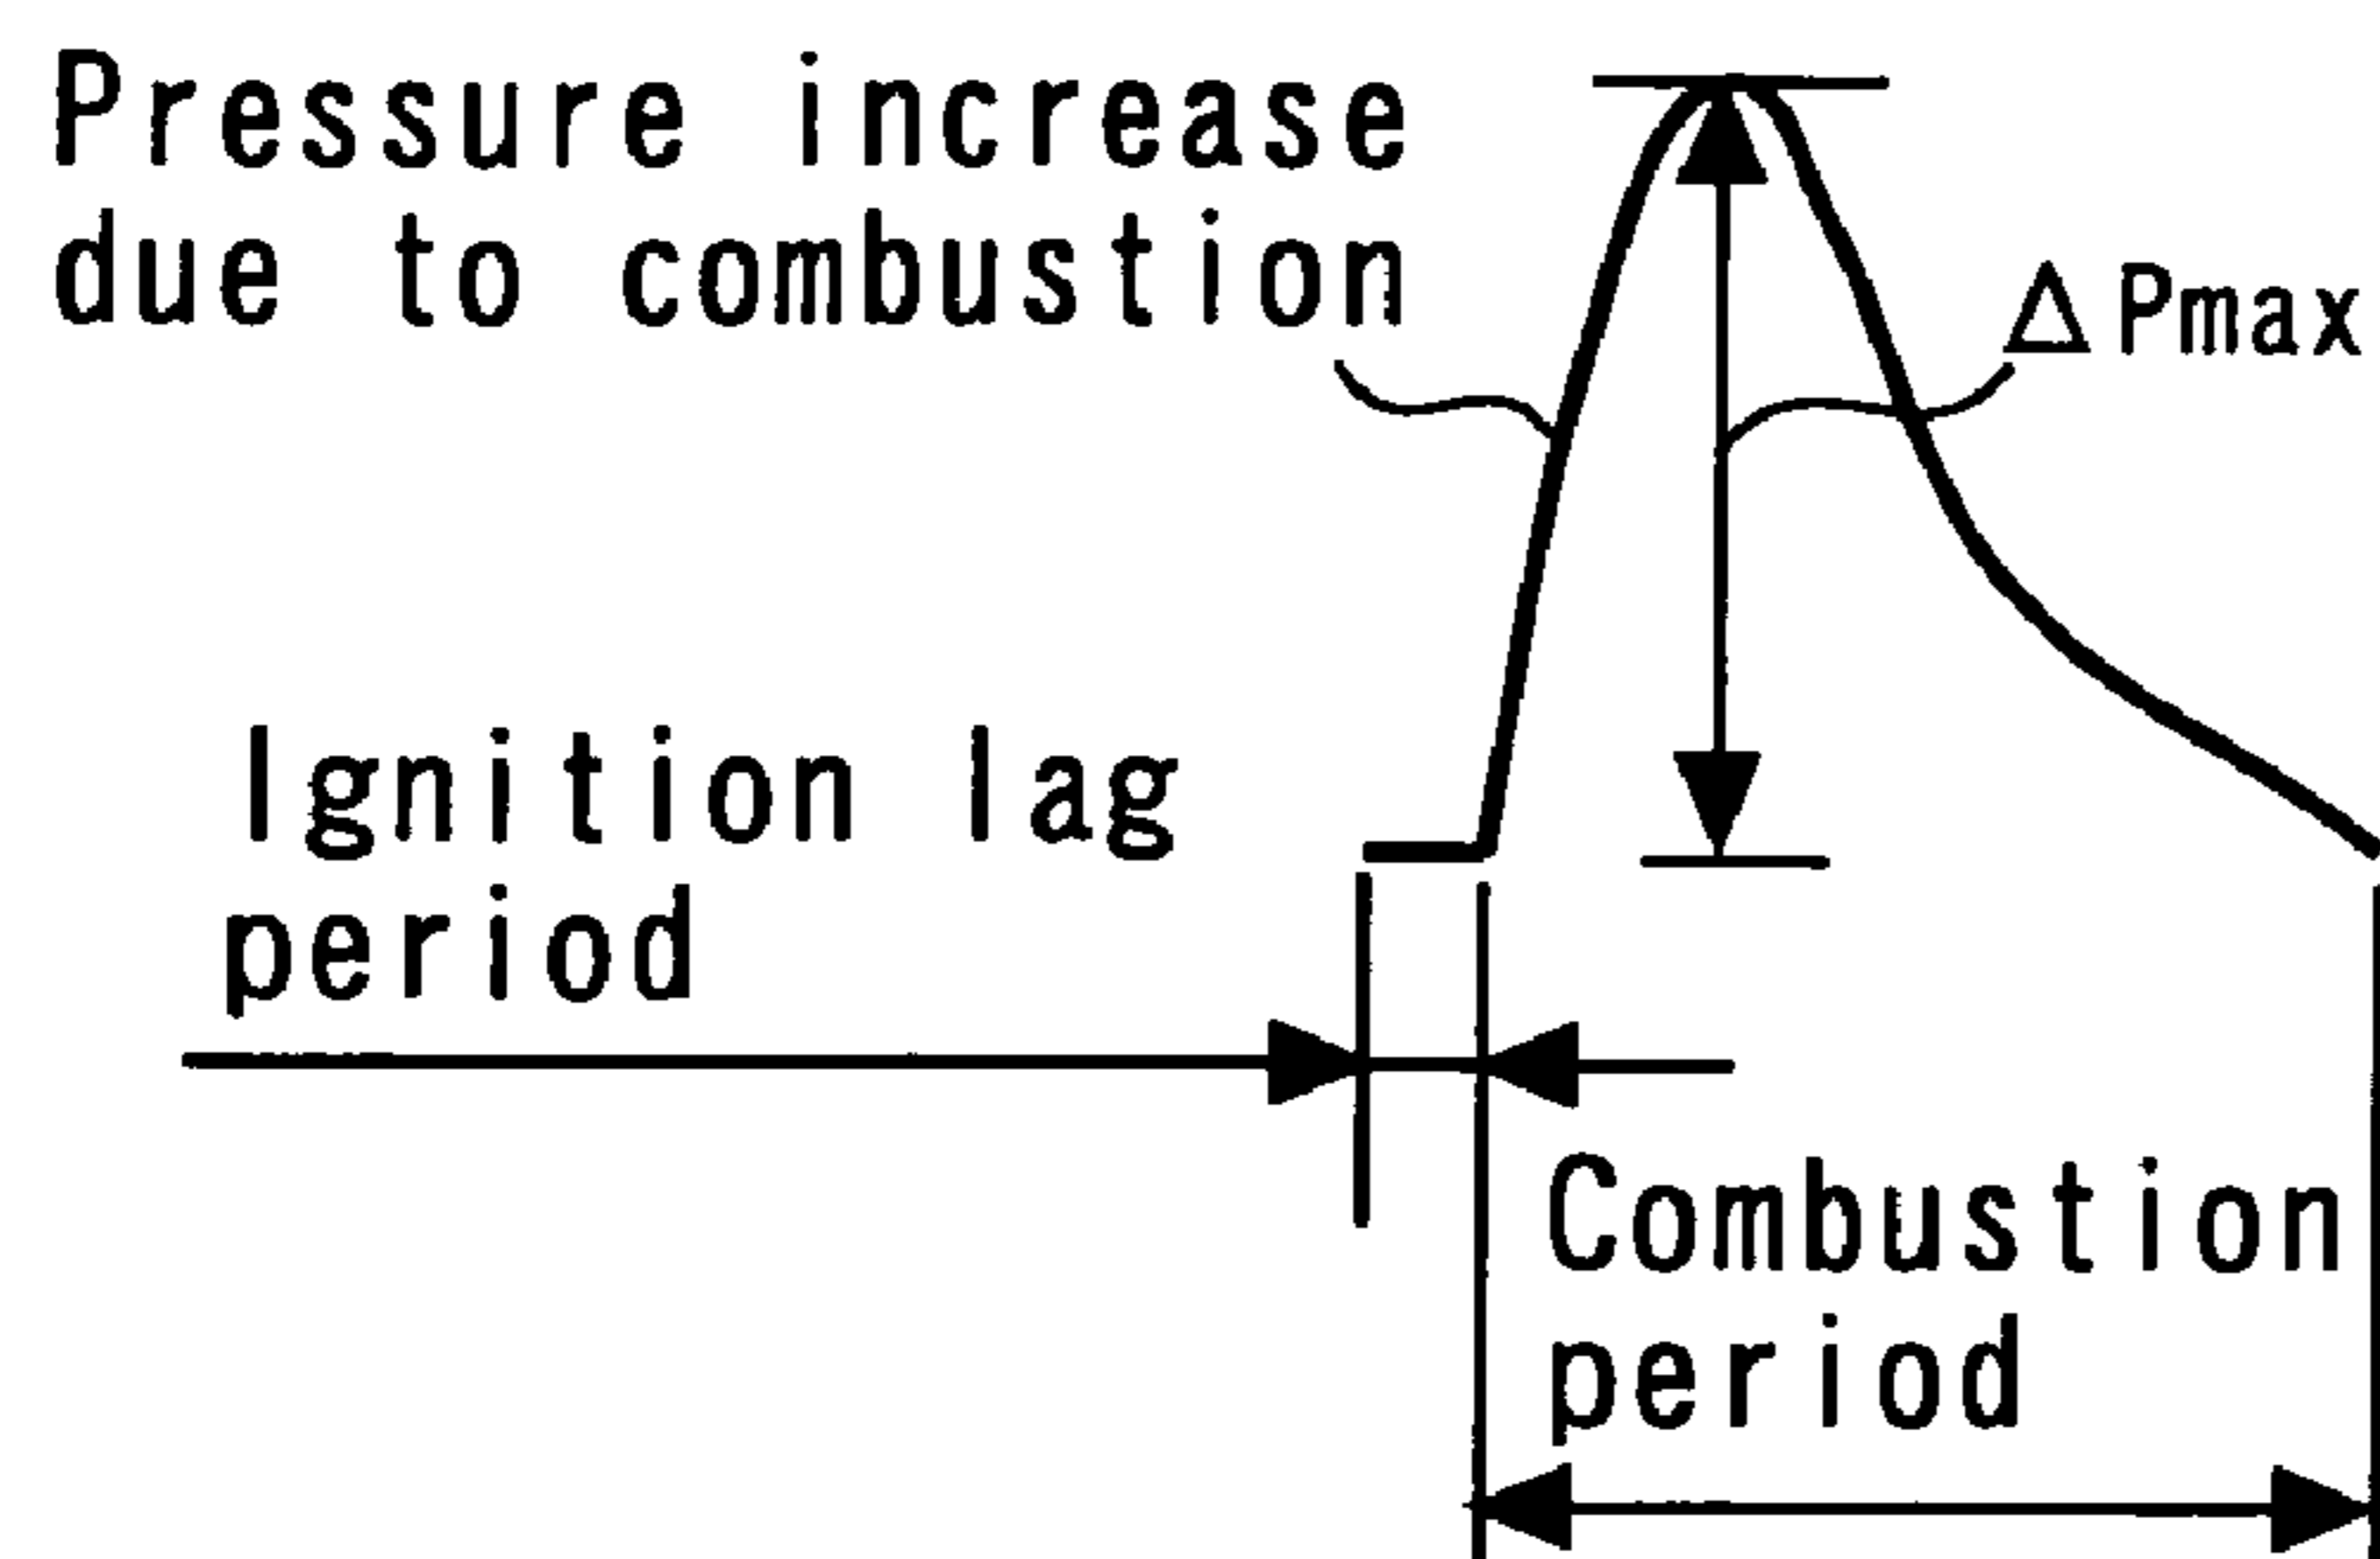 Pressure increase
due to combustion
ΔPmax
Ignition lag
period
Combustion
period